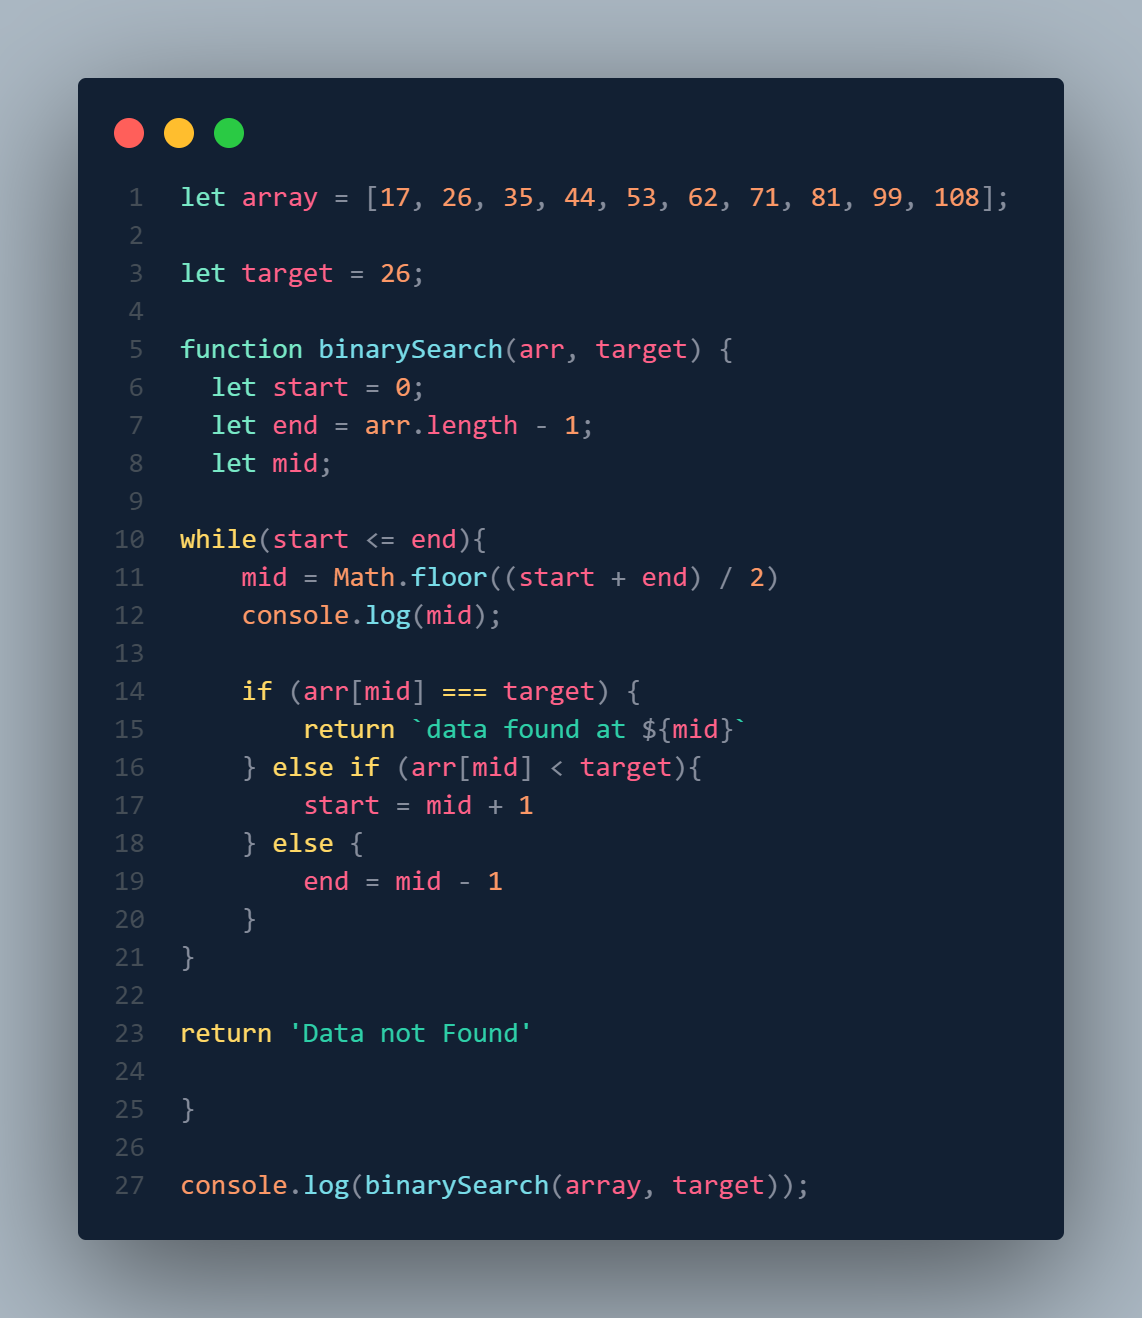 1 let array = [17, 26, 35, 44, 53, 62, 71, 81, 99, 108];
2
3 let target = 26;
4
5 function binarySearch(arr, target) {
6   let start = 0;
7   let end = arr.length - 1;
8   let mid;
9
10 while(start <= end){
11     mid = Math.floor((start + end) / 2)
12     console.log(mid);
13
14     if (arr[mid] === target) {
15         return `data found at ${mid}`
16     } else if (arr[mid] < target){
17         start = mid + 1
18     } else {
19         end = mid - 1
20     }
21 }
22
23 return 'Data not Found'
24
25 }
26
27 console.log(binarySearch(array, target));